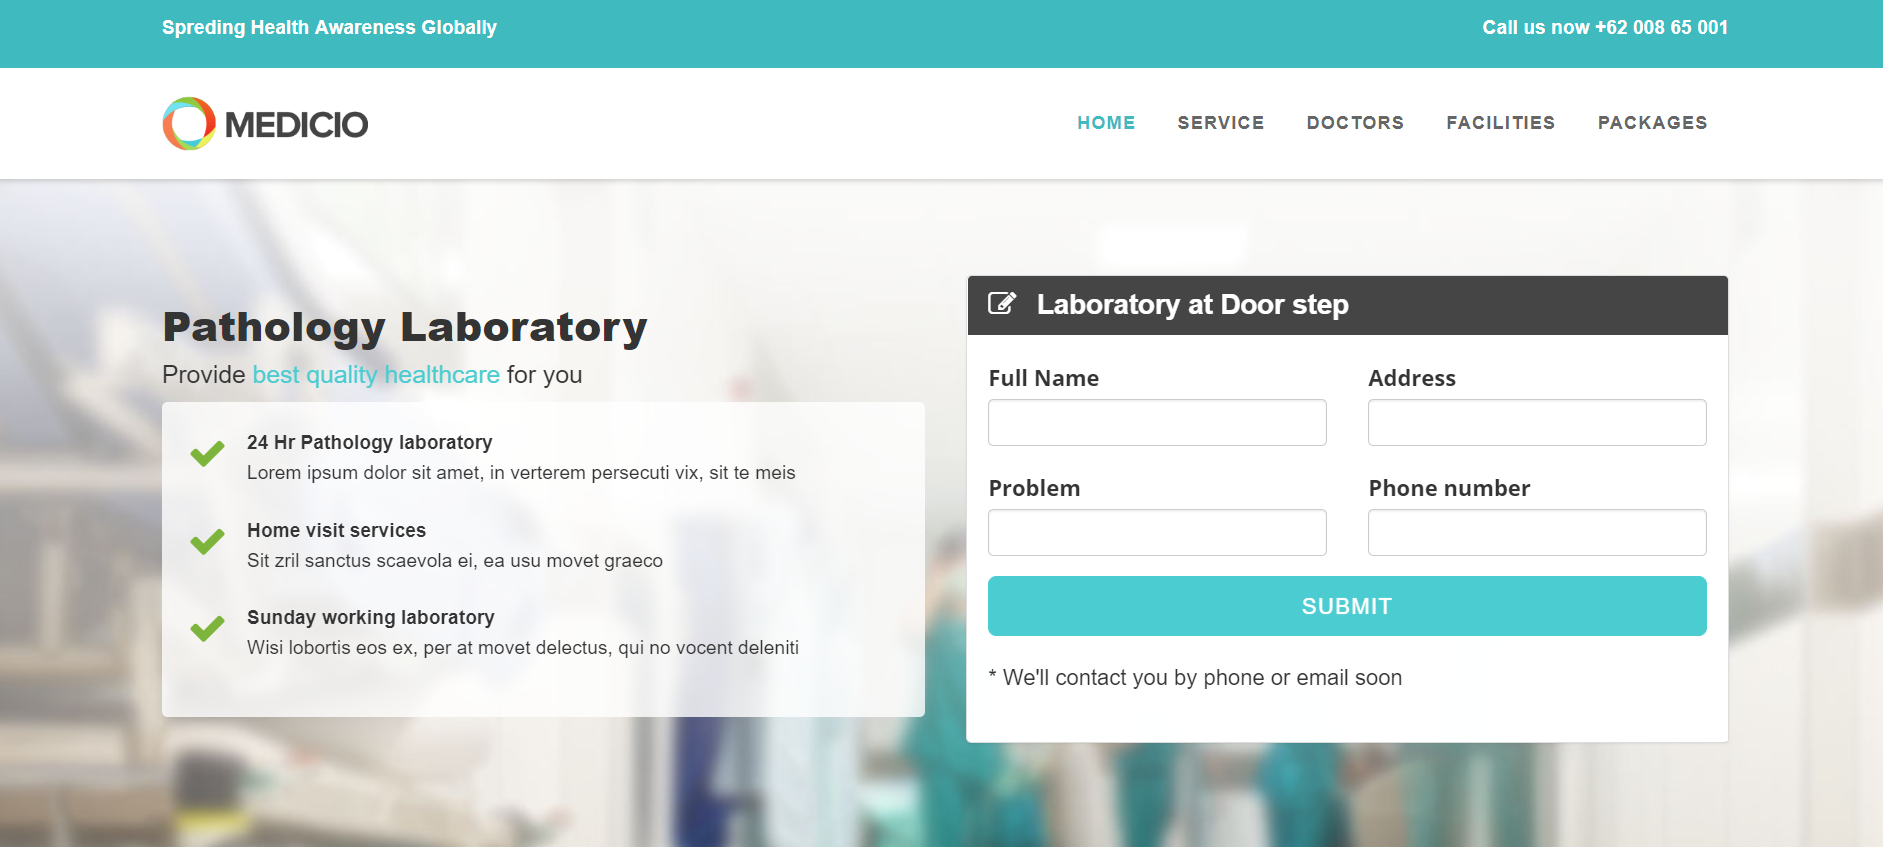 Spreding Health Awareness Globally
Call us now +62 008 65 001
MEDICIO
HOME SERVICE DOCTORS FACILITIES PACKAGES
Pathology Laboratory
Provide best quality healthcare for you
24 Hr Pathology laboratory
Lorem ipsum dolor sit amet, in verterem persecuti vix, sit te meis
Home visit services
Sit zril sanctus scaevola ei, ea usu movet graeco
Sunday working laboratory
Wisi lobortis eos ex, per at movet delectus, qui no vocent deleniti
Laboratory at Door step
Full Name
Address
Problem
Phone number
SUBMIT
* We'll contact you by phone or email soon